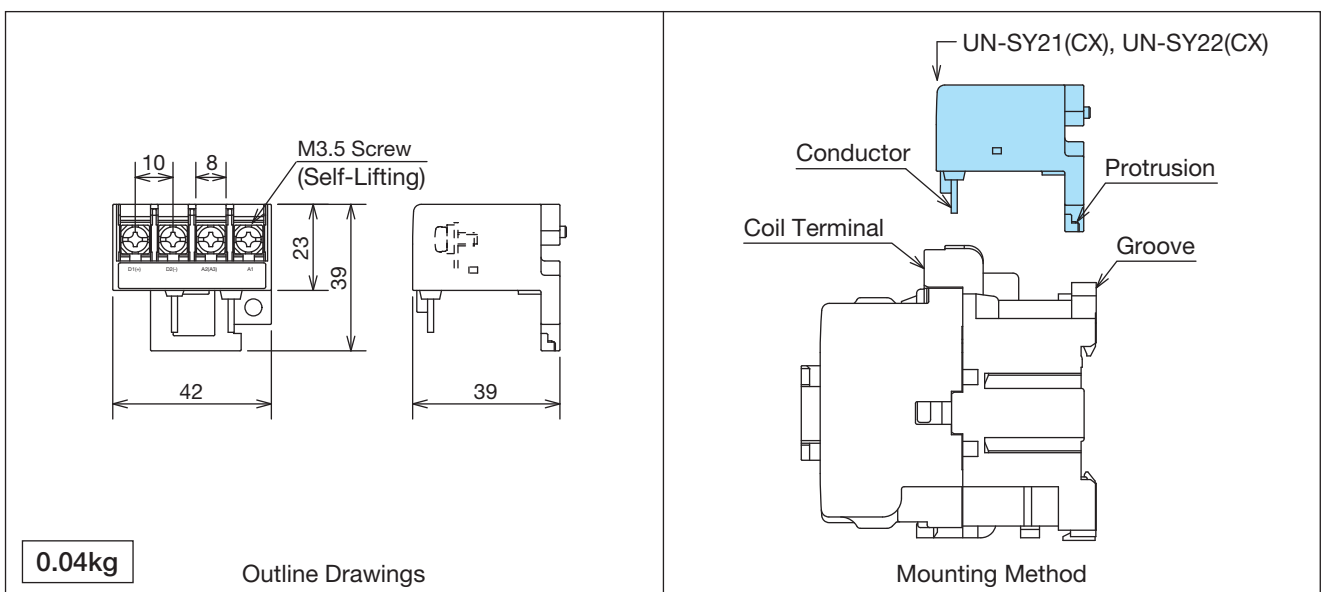 10
8
M3.5 Screw
(Self-Lifting)
23
39
D1(+) D2(-) A2(A3) A1
42
39
0.04kg
Outline Drawings
UN-SY21(CX), UN-SY22(CX)
Conductor
Protrusion
Coil Terminal
Groove
Mounting Method